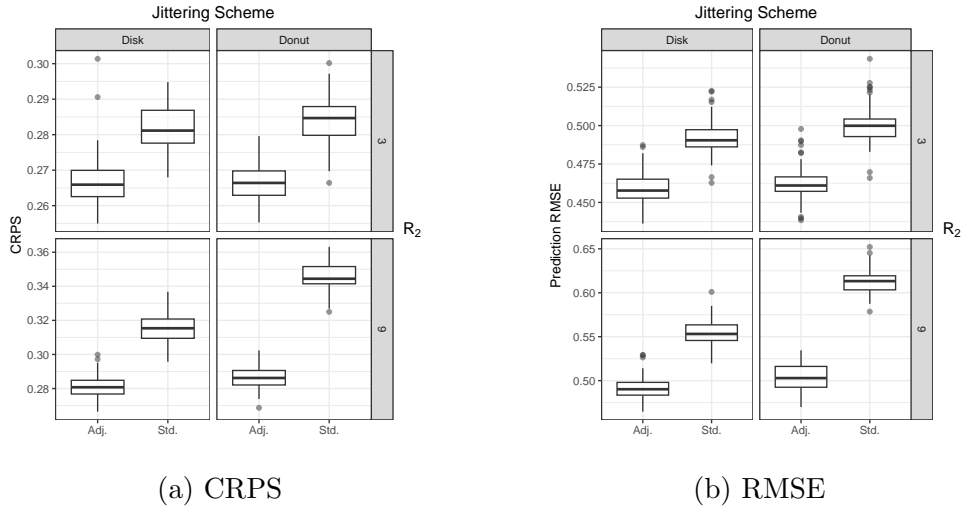 Jittering Scheme
Disk Donut
0.30
0.29
0.28
0.27
0.26
3
0.36
0.34
0.32
0.30
0.28
9
CRPS
R2
Adj. Std. Adj. Std.
(a) CRPS
Jittering Scheme
Disk Donut
0.525
0.500
0.475
0.450
3
0.65
0.60
0.55
0.50
9
Prediction RMSE
R2
Adj. Std. Adj. Std.
(b) RMSE